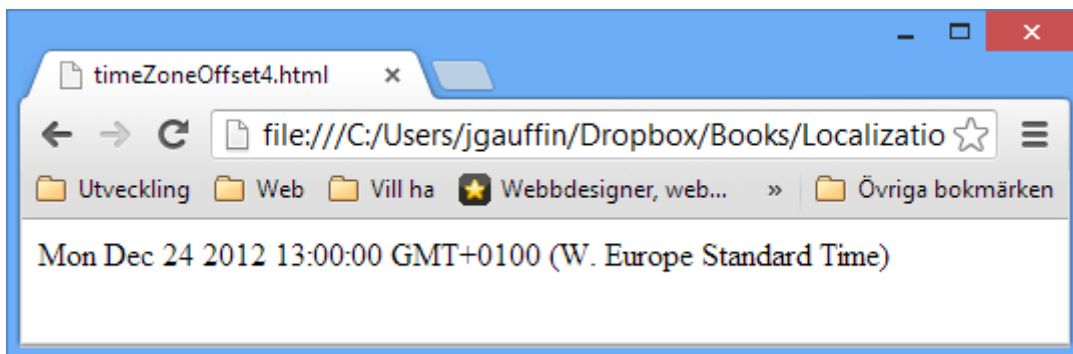 timeZoneOffset4.html
file:///C:/Users/jgauffin/Dropbox/Books/Localizatio
Utveckling Web Vill ha Webbdesigner, web... » Övriga bokmärken
Mon Dec 24 2012 13:00:00 GMT+0100 (W. Europe Standard Time)